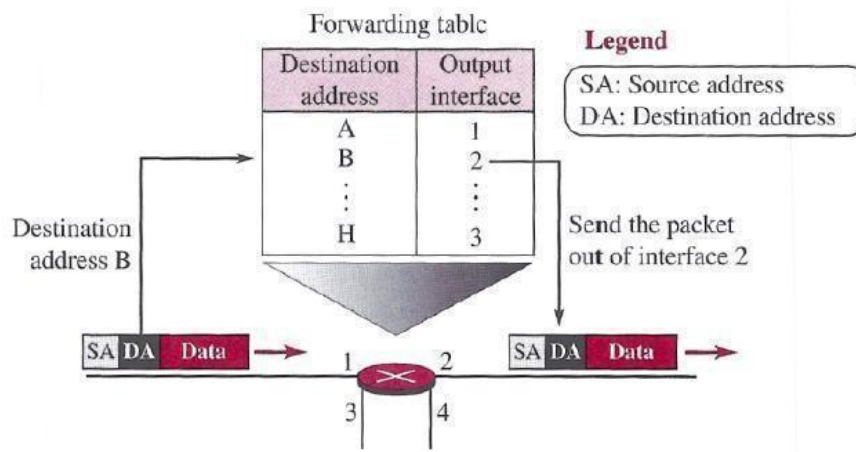 Forwarding table
Legend
SA: Source address
DA: Destination address
Destination address
Output interface
A 1
B 2
⋮ ⋮
H 3
Destination
address B
Send the packet
out of interface 2
SA DA Data
SA DA Data
1 2
3 4